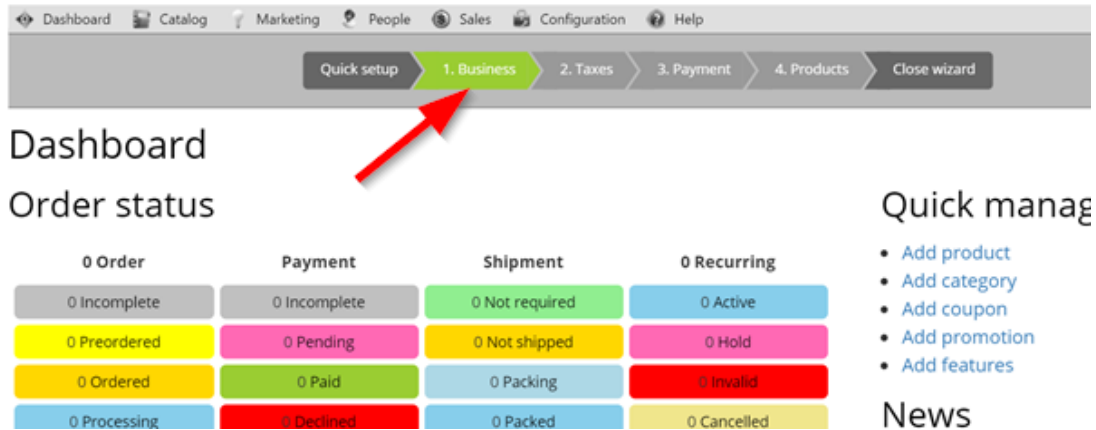 Dashboard Catalog Marketing People Sales Configuration Help
Quick setup 1. Business 2. Taxes 3. Payment 4. Products Close wizard
Dashboard
Order status
0 Order Payment Shipment 0 Recurring
0 Incomplete 0 Incomplete 0 Not required 0 Active
0 Preordered 0 Pending 0 Not shipped 0 Hold
0 Ordered 0 Paid 0 Packing 0 Invalid
0 Processing 0 Declined 0 Packed 0 Cancelled
Quick manag
Add product
Add category
Add coupon
Add promotion
Add features
News